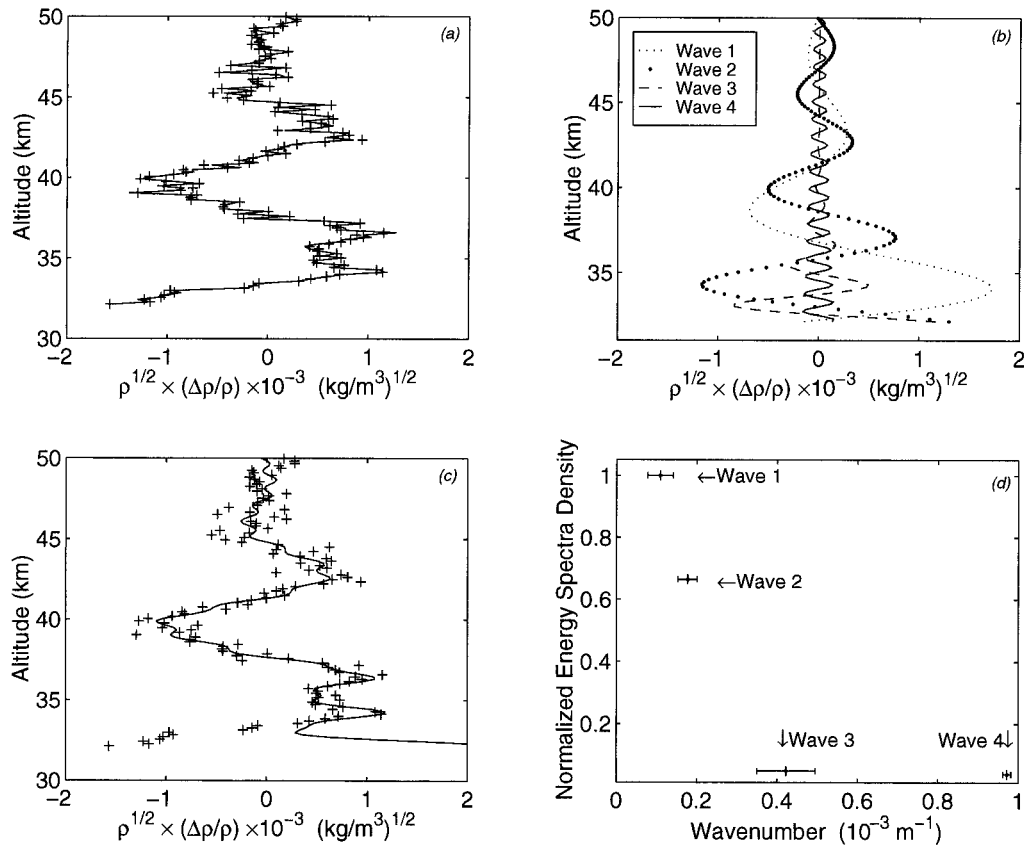 50
45
40
35
30
Altitude (km)
(a)
−2 −1 0 1 2
ρ^1/2 × (Δρ/ρ) ×10^−3 (kg/m^3)^1/2
50
45
40
35
30
Altitude (km)
(b)
Wave 1
Wave 2
Wave 3
Wave 4
−2 −1 0 1 2
ρ^1/2 × (Δρ/ρ) ×10^−3 (kg/m^3)^1/2
50
45
40
35
30
Altitude (km)
(c)
−2 −1 0 1 2
ρ^1/2 × (Δρ/ρ) ×10^−3 (kg/m^3)^1/2
1
0.8
0.6
0.4
0.2
Normalized Energy Spectra Density
(d)
←Wave 1
←Wave 2
↓Wave 3
Wave 4↓
0 0.2 0.4 0.6 0.8 1
Wavenumber (10^−3 m^−1)